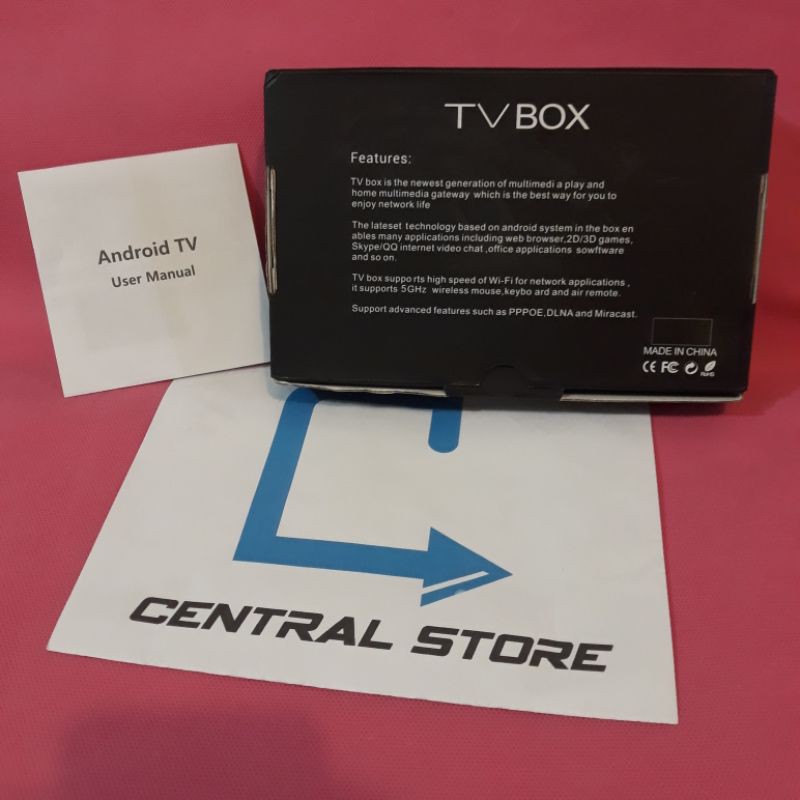 TV BOX
Features:
TV box is the newest generation of multimedi a play and
home multimedia gateway which is the best way for you to
enjoy network life
The lateset technology based on android system in the box en
ables many applications including web browser,2D/3D games,
Skype/QQ internet video chat ,office applications sowftware
and so on.
TV box suppo rts high speed of Wi-Fi for network applications ,
it supports 5GHz wireless mouse,keybo ard and air remote.
Support advanced features such as PPPOE,DLNA and Miracast.
MADE IN CHINA
CE FC RoHS
Android TV
User Manual
CENTRAL STORE